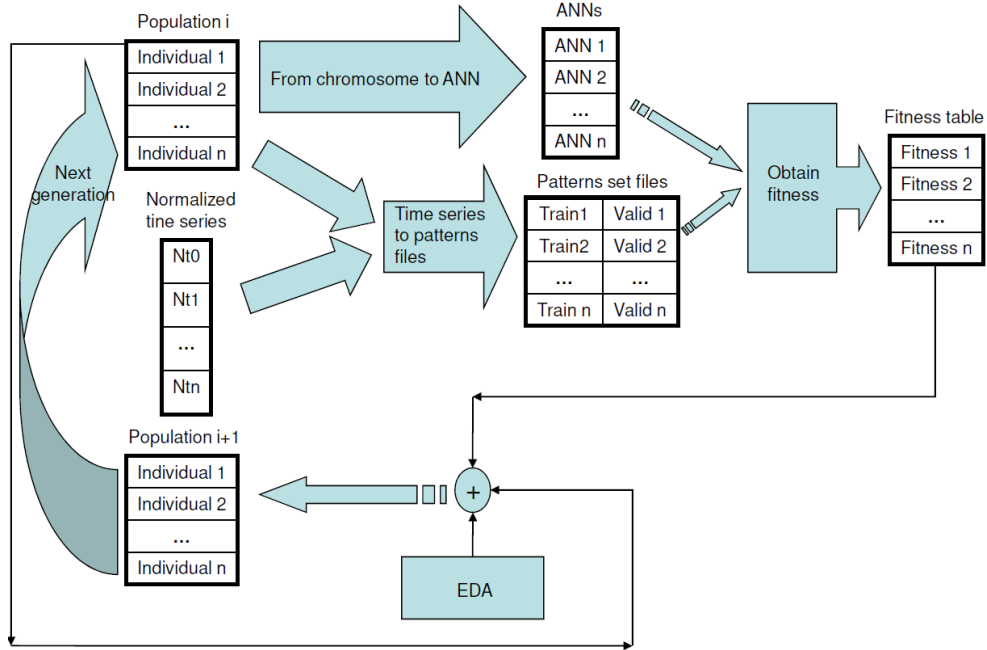 Population i
Individual 1
Individual 2
...
Individual n
From chromosome to ANN
ANNs
ANN 1
ANN 2
...
ANN n
Next
generation
Normalized
tine series
Nt0
Nt1
...
Ntn
Time series
to patterns
files
Patterns set files
Train1 Valid 1
Train2 Valid 2
... ...
Train n Valid n
Obtain
fitness
Fitness table
Fitness 1
Fitness 2
...
Fitness n
Population i+1
Individual 1
Individual 2
...
Individual n
+
EDA